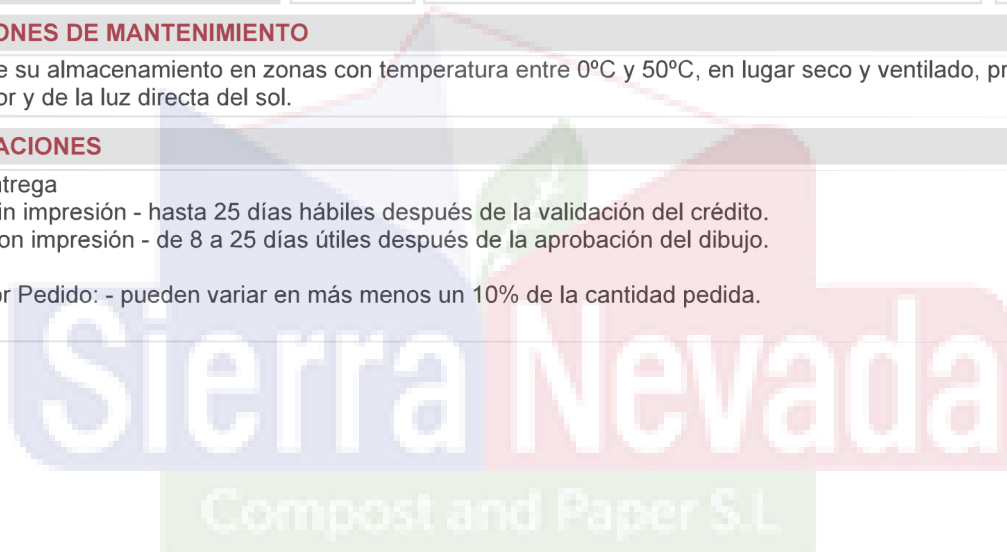 ONES DE MANTENIMIENTO
e su almacenamiento en zonas con temperatura entre 0ºC y 50ºC, en lugar seco y ventilado, pr
or y de la luz directa del sol.
ACIONES
ntrega
in impresión - hasta 25 días hábiles después de la validación del crédito.
on impresión - de 8 a 25 días útiles después de la aprobación del dibujo.
or Pedido: - pueden variar en más menos un 10% de la cantidad pedida.
Sierra Nevada
Compost and Paper S.L